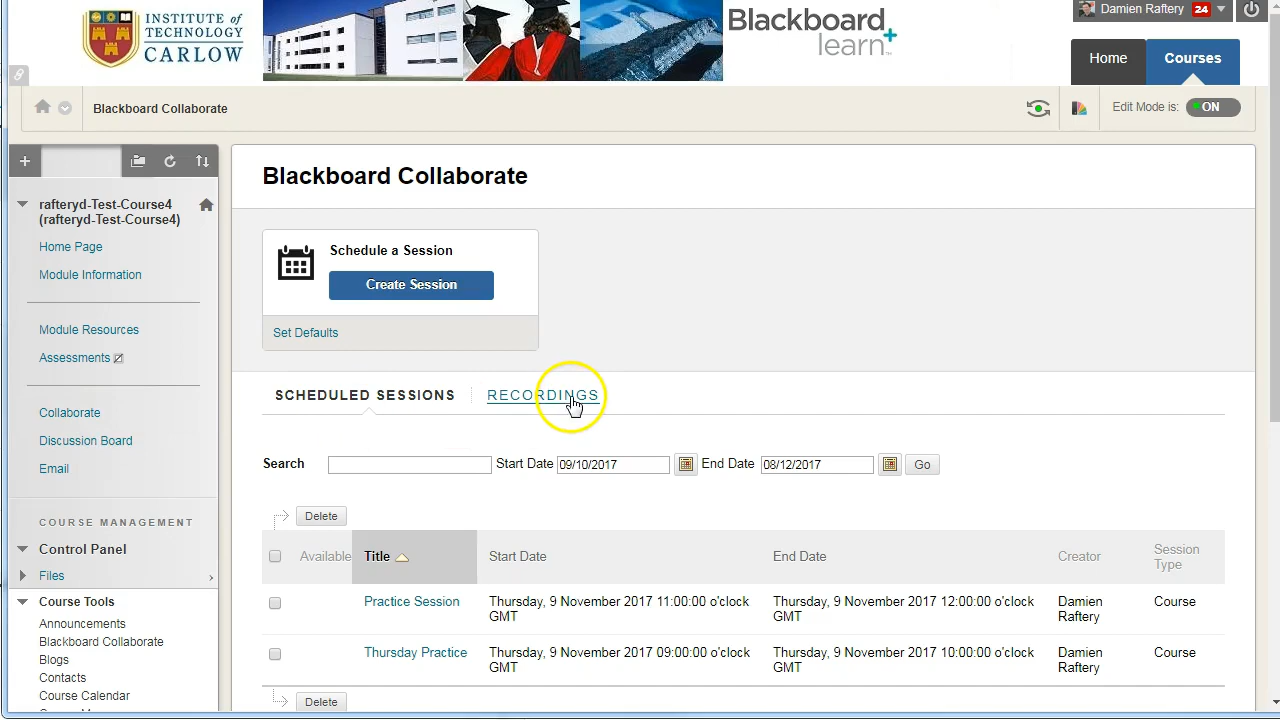 INSTITUTE of
TECHNOLOGY
CARLOW
Blackboard
learn
Damien Raftery 24
Home Courses
Blackboard Collaborate
Edit Mode is: ON
rafteryd-Test-Course4
(rafteryd-Test-Course4)
Home Page
Module Information
Module Resources
Assessments
Collaborate
Discussion Board
Email
COURSE MANAGEMENT
Control Panel
Files
Course Tools
Announcements
Blackboard Collaborate
Blogs
Contacts
Course Calendar
Blackboard Collaborate
Schedule a Session
Create Session
Set Defaults
SCHEDULED SESSIONS RECORDINGS
Search Start Date 09/10/2017 End Date 08/12/2017 Go
Delete
Available Title Start Date End Date Creator Session
Type
Practice Session Thursday, 9 November 2017 11:00:00 o'clock Thursday, 9 November 2017 12:00:00 o'clock Damien Course
GMT GMT Raftery
Thursday Practice Thursday, 9 November 2017 09:00:00 o'clock Thursday, 9 November 2017 10:00:00 o'clock Damien Course
GMT GMT Raftery
Delete